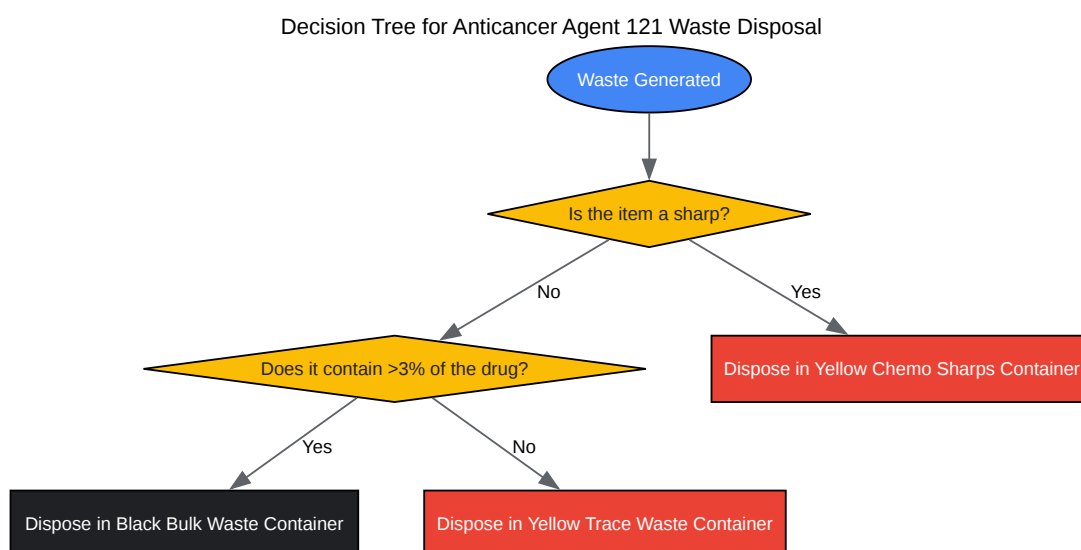 Decision Tree for Anticancer Agent 121 Waste Disposal
Waste Generated
Is the item a sharp?
No
Yes
Does it contain >3% of the drug?
Dispose in Yellow Chemo Sharps Container
Yes
No
Dispose in Black Bulk Waste Container
Dispose in Yellow Trace Waste Container